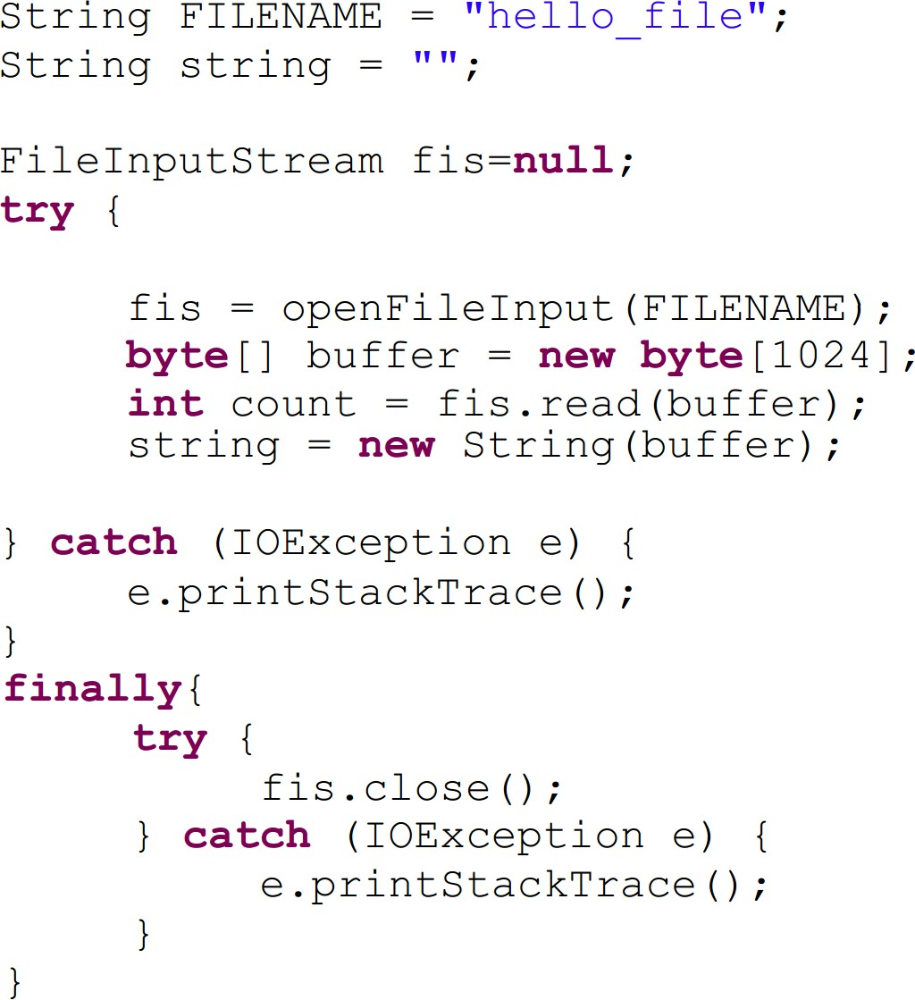 String FILENAME = "hello_file";
String string = "";
FileInputStream fis=null;
try {
fis = openFileInput(FILENAME);
byte[] buffer = new byte[1024];
int count = fis.read(buffer);
string = new String(buffer);
} catch (IOException e) {
e.printStackTrace();
}
finally{
try {
fis.close();
} catch (IOException e) {
e.printStackTrace();
}
}